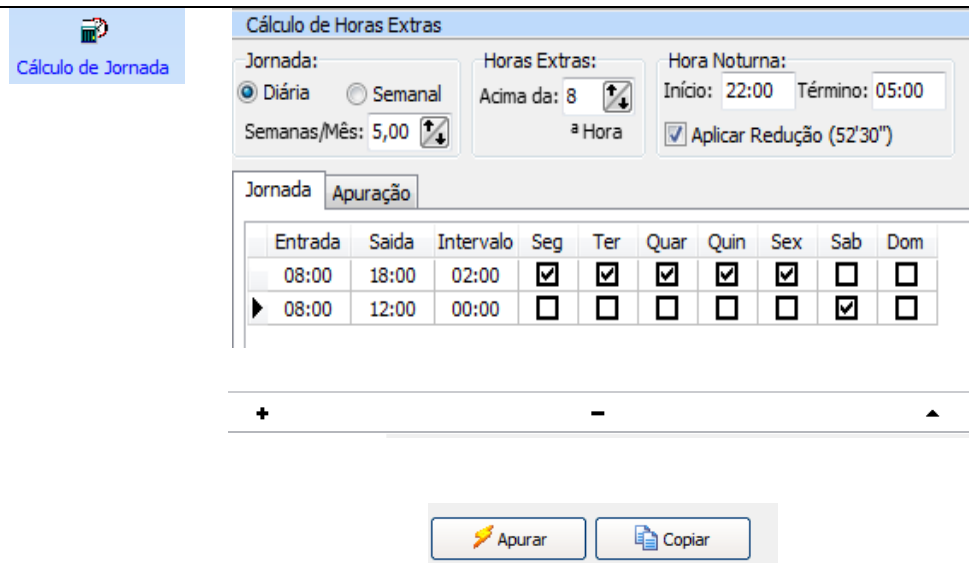 Cálculo de Jornada
Cálculo de Horas Extras
Jornada:
Diária Semanal
Semanas/Mês: 5,00
Horas Extras:
Acima da: 8
ª Hora
Hora Noturna:
Início: 22:00 Término: 05:00
Aplicar Redução (52'30")
Jornada Apuração
Entrada Saida Intervalo Seg Ter Quar Quin Sex Sab Dom
08:00 18:00 02:00
08:00 12:00 00:00
Apurar Copiar